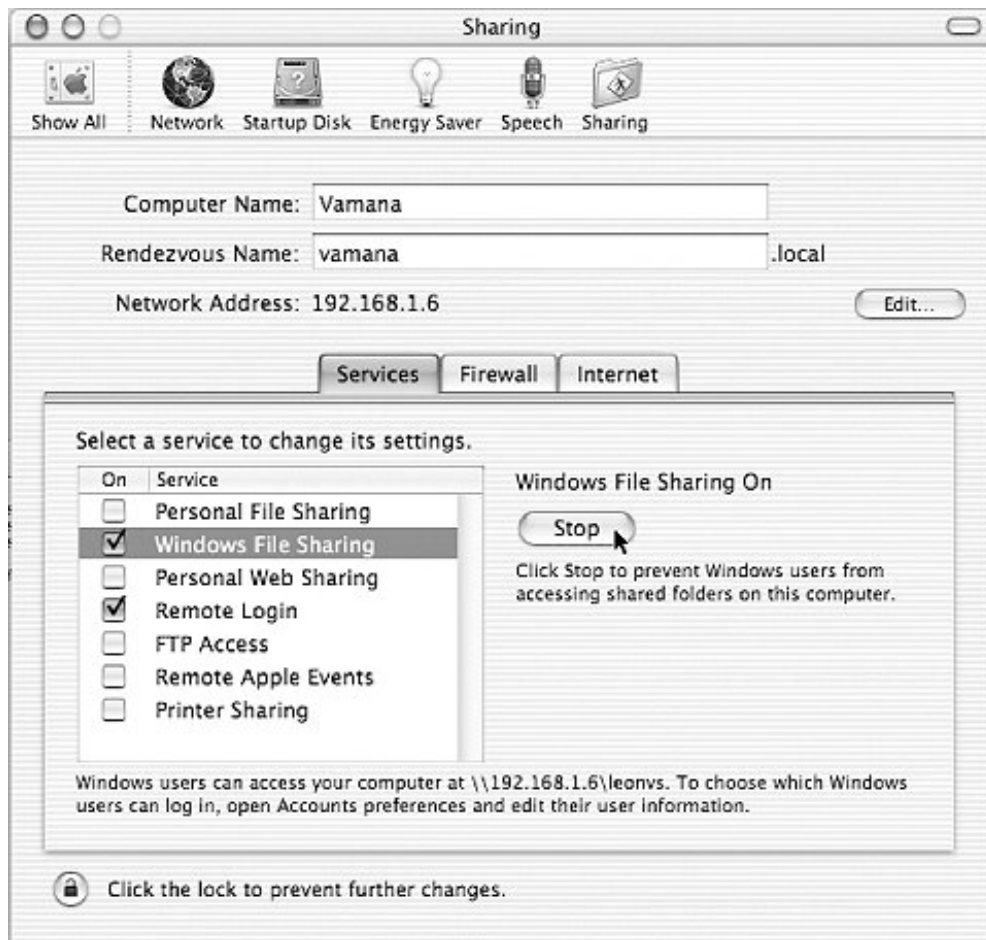 Sharing
Show All
Network
Startup Disk
Energy Saver
Speech
Sharing
Computer Name: Vamana
Rendezvous Name: vamana .local
Network Address: 192.168.1.6
Edit...
Services
Firewall
Internet
Select a service to change its settings.
On Service
Personal File Sharing
Windows File Sharing
Personal Web Sharing
Remote Login
FTP Access
Remote Apple Events
Printer Sharing
Windows File Sharing On
Stop
Click Stop to prevent Windows users from
accessing shared folders on this computer.
Windows users can access your computer at \\192.168.1.6\leonvs. To choose which Windows
users can log in, open Accounts preferences and edit their user information.
Click the lock to prevent further changes.